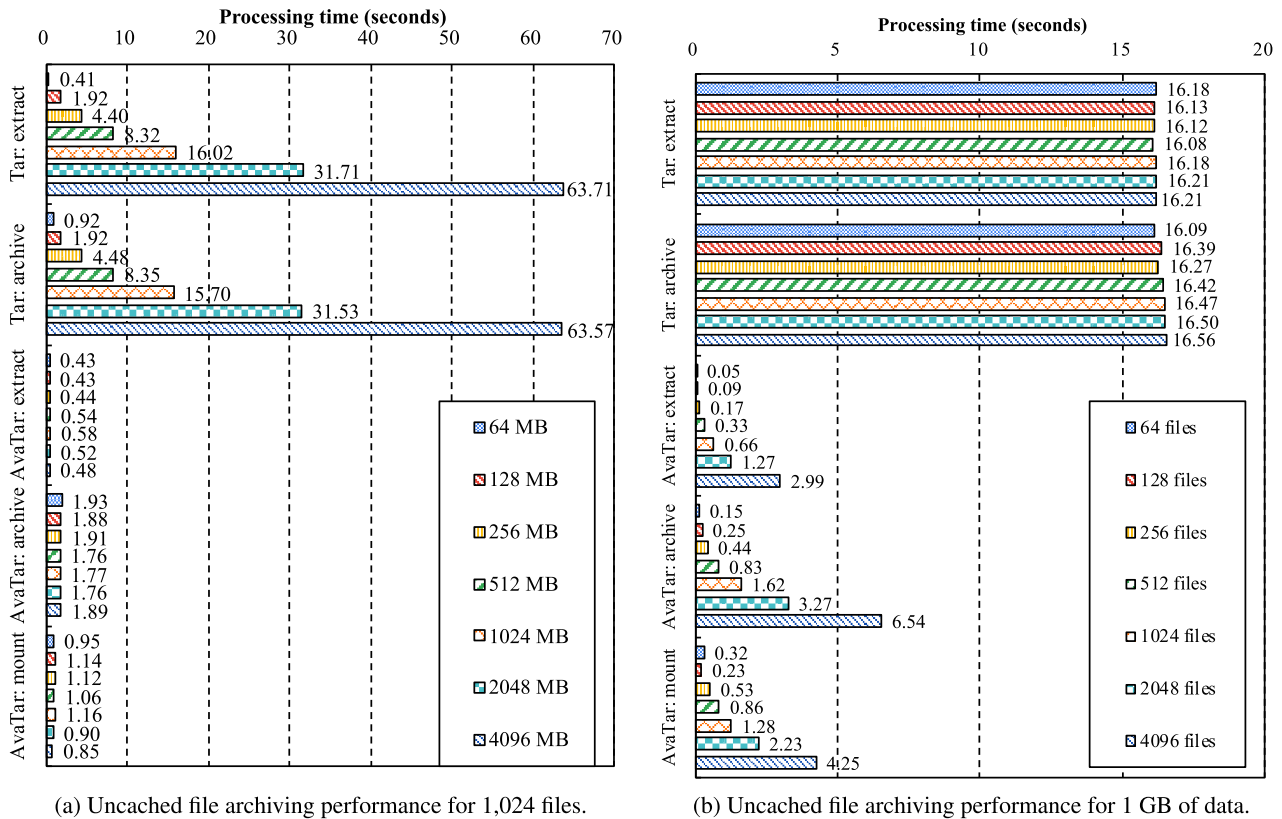 Processing time (seconds)
0 10 20 30 40 50 60 70
Tar: extract
0.41
1.92
4.40
8.32
16.02
31.71
63.71
Tar: archive
0.92
1.92
4.48
8.35
15.70
31.53
63.57
AvaTar: extract
0.43
0.43
0.44
0.54
0.58
0.52
0.48
AvaTar: archive
1.93
1.88
1.91
1.76
1.77
1.76
1.89
AvaTar: mount
0.95
1.14
1.12
1.06
1.16
0.90
0.85
64 MB
128 MB
256 MB
512 MB
1024 MB
2048 MB
4096 MB
(a) Uncached file archiving performance for 1,024 files.
Processing time (seconds)
0 5 10 15 20
Tar: extract
16.18
16.13
16.12
16.08
16.18
16.21
16.21
Tar: archive
16.09
16.39
16.27
16.42
16.47
16.50
16.56
AvaTar: extract
0.05
0.09
0.17
0.33
0.66
1.27
2.99
AvaTar: archive
0.15
0.25
0.44
0.83
1.62
3.27
6.54
AvaTar: mount
0.32
0.23
0.53
0.86
1.28
2.23
4.25
64 files
128 files
256 files
512 files
1024 files
2048 files
4096 files
(b) Uncached file archiving performance for 1 GB of data.